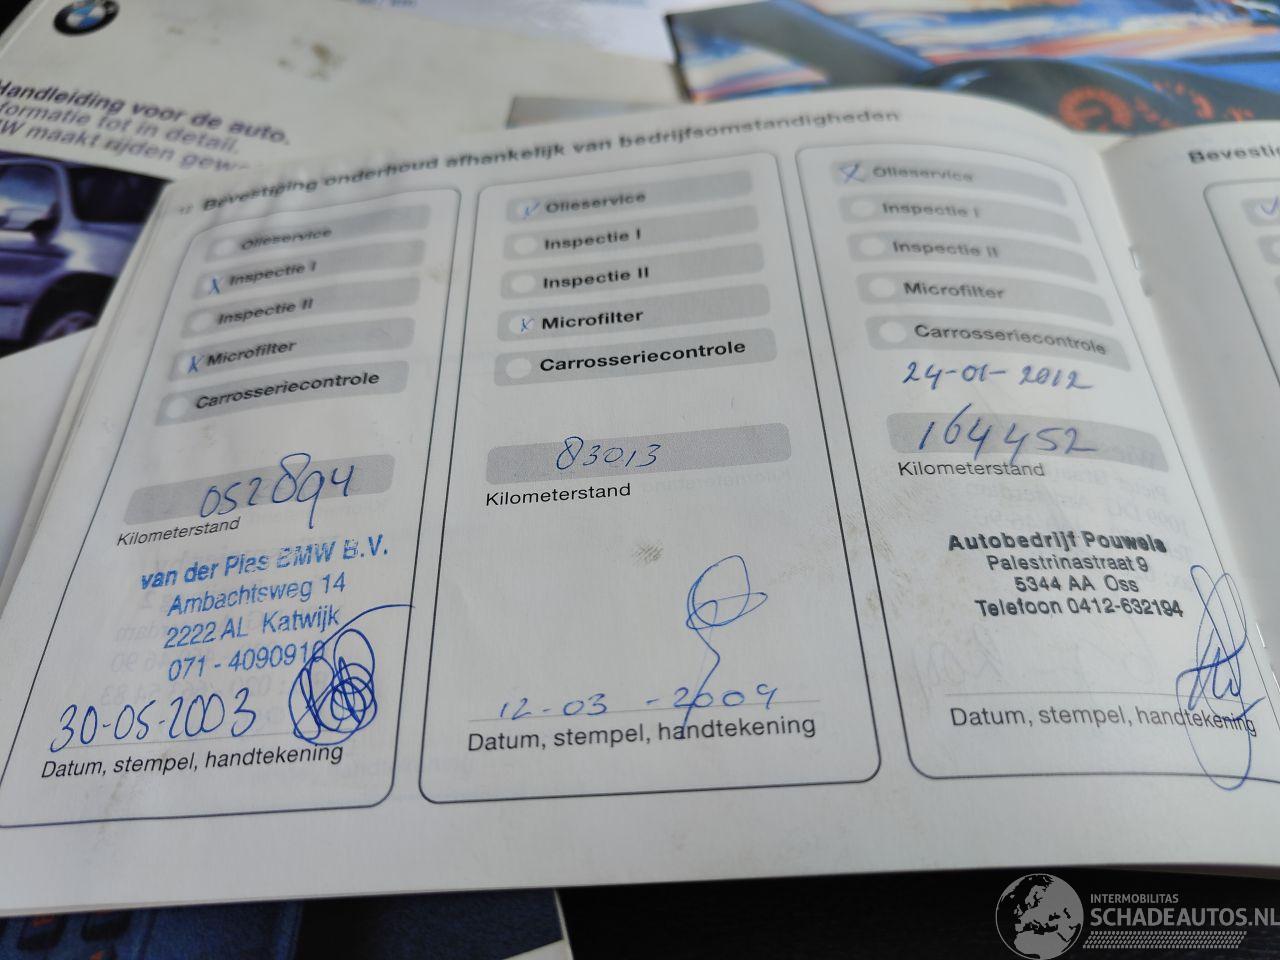 BMW
Handleiding voor de auto.
tot in detail.
maakt rijden
12 Bevestiging onderhoud afhankelijk van bedrijfsomstandigheden
Olieservice
X Inspectie I
Inspectie II
X Microfilter
Carrosseriecontrole
052894
Kilometerstand
van der Plas BMW B.V.
Ambachtsweg 14
2222 AL Katwijk
071 - 4090910
30-05-2003
Datum, stempel, handtekening
X Olieservice
Inspectie I
Inspectie II
X Microfilter
Carrosseriecontrole
83013
Kilometerstand
12-03-2009
Datum, stempel, handtekening
X Olieservice
Inspectie I
Inspectie II
Microfilter
Carrosseriecontrole
24-01-2012
164452
Kilometerstand
Autobedrijf Pouwels
Palestrinastraat 9
5344 AA Oss
Telefoon 0412-632194
Datum, stempel, handtekening
INTERMOBILITAS
SCHADEAUTOS.NL